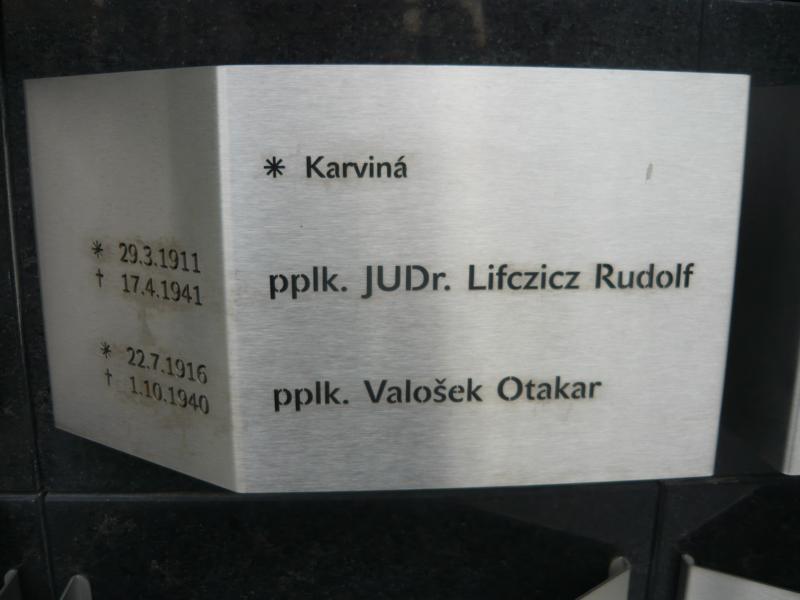 * Karviná
* 29.3.1911
† 17.4.1941
pplk. JUDr. Lifczicz Rudolf
* 22.7.1916
† 1.10.1940
pplk. Valošek Otakar